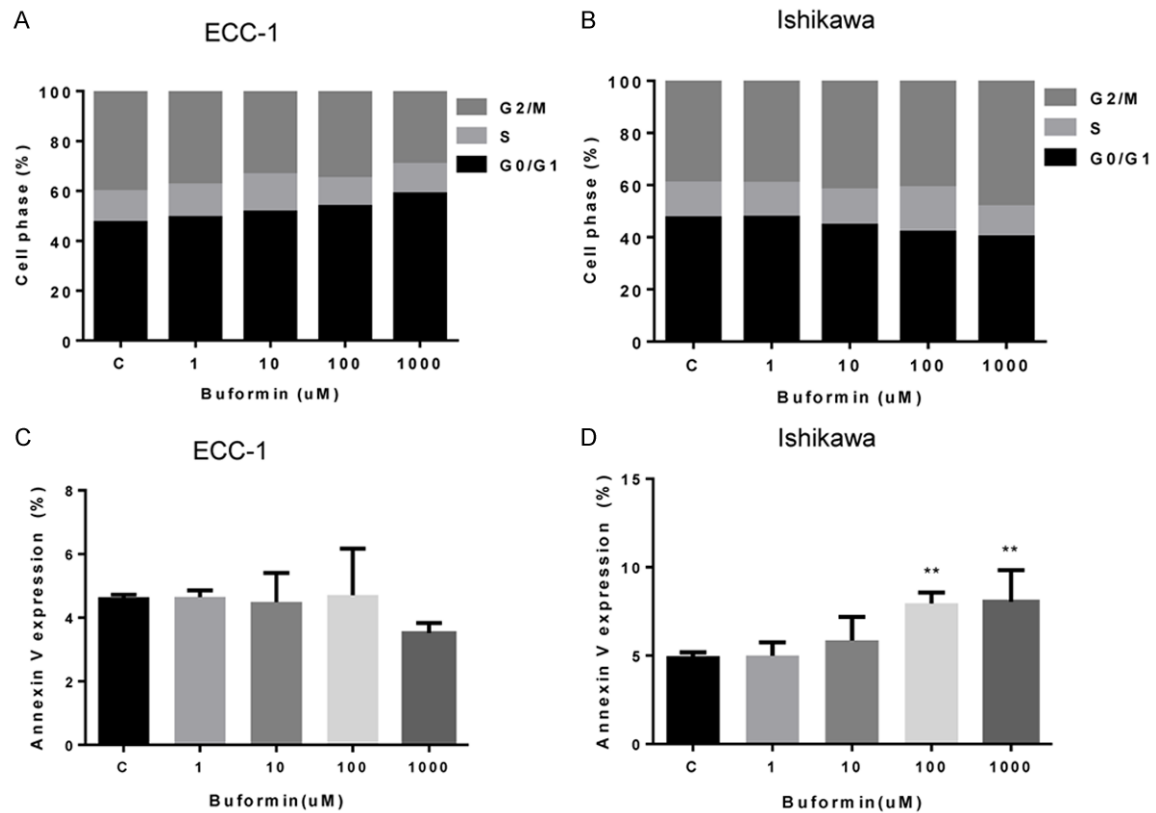 A
ECC-1
Cell phase (%)
100
80
60
40
20
0
C 1 10 100 1000
Buformin (uM)
G2/M
S
G0/G1
B
Ishikawa
Cell phase (%)
100
80
60
40
20
0
C 1 10 100 1000
Buformin (uM)
G2/M
S
G0/G1
C
ECC-1
Annexin V expression (%)
8
6
4
2
0
C 1 10 100 1000
Buformin(uM)
D
Ishikawa
Annexin V expression (%)
15
10
5
0
**
**
C 1 10 100 1000
Buformin(uM)